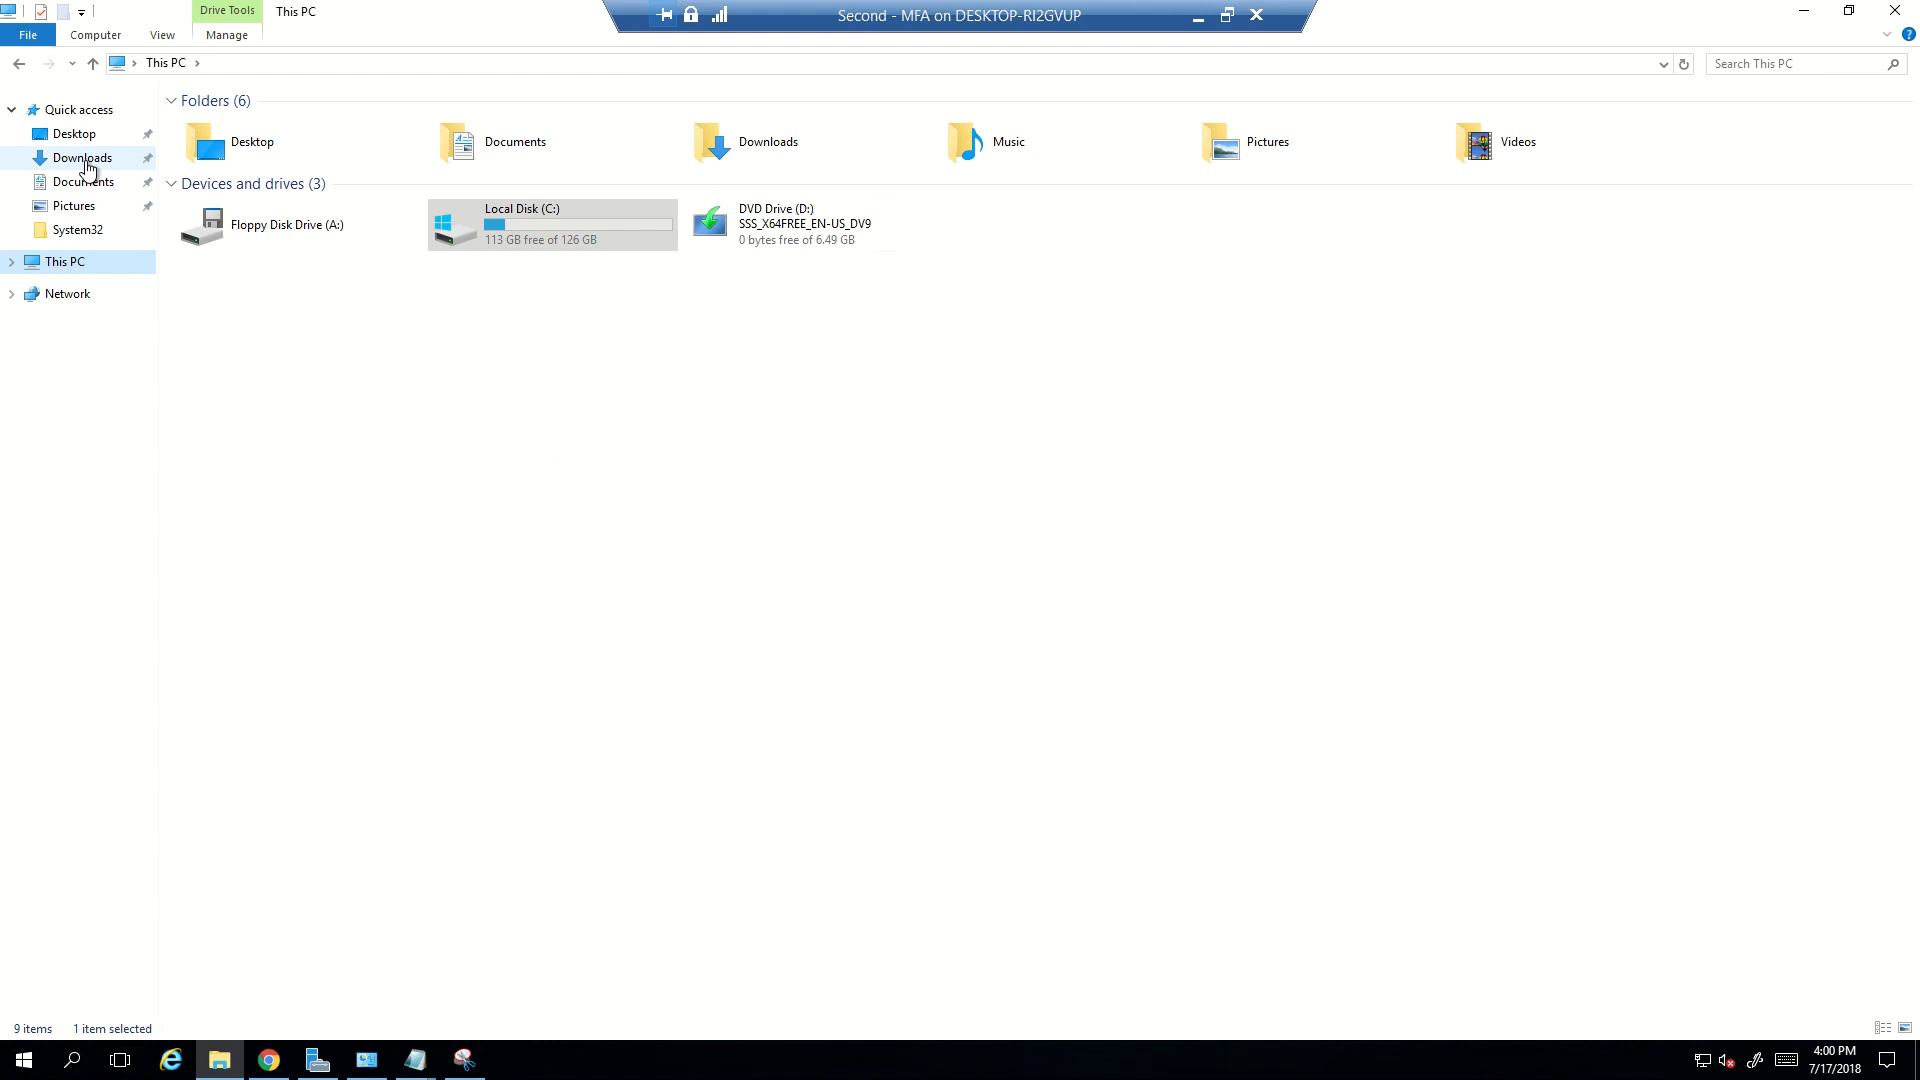 Drive Tools
This PC
Second - MFA on DESKTOP-RI2GVUP
File
Computer
View
Manage
This PC
Search This PC
Quick access
Desktop
Downloads
Documents
Pictures
System32
This PC
Network
Folders (6)
Desktop
Documents
Downloads
Music
Pictures
Videos
Devices and drives (3)
Floppy Disk Drive (A:)
Local Disk (C:)
113 GB free of 126 GB
DVD Drive (D:)
SSS_X64FREE_EN-US_DV9
0 bytes free of 6.49 GB
9 items
1 item selected
4:00 PM
7/17/2018